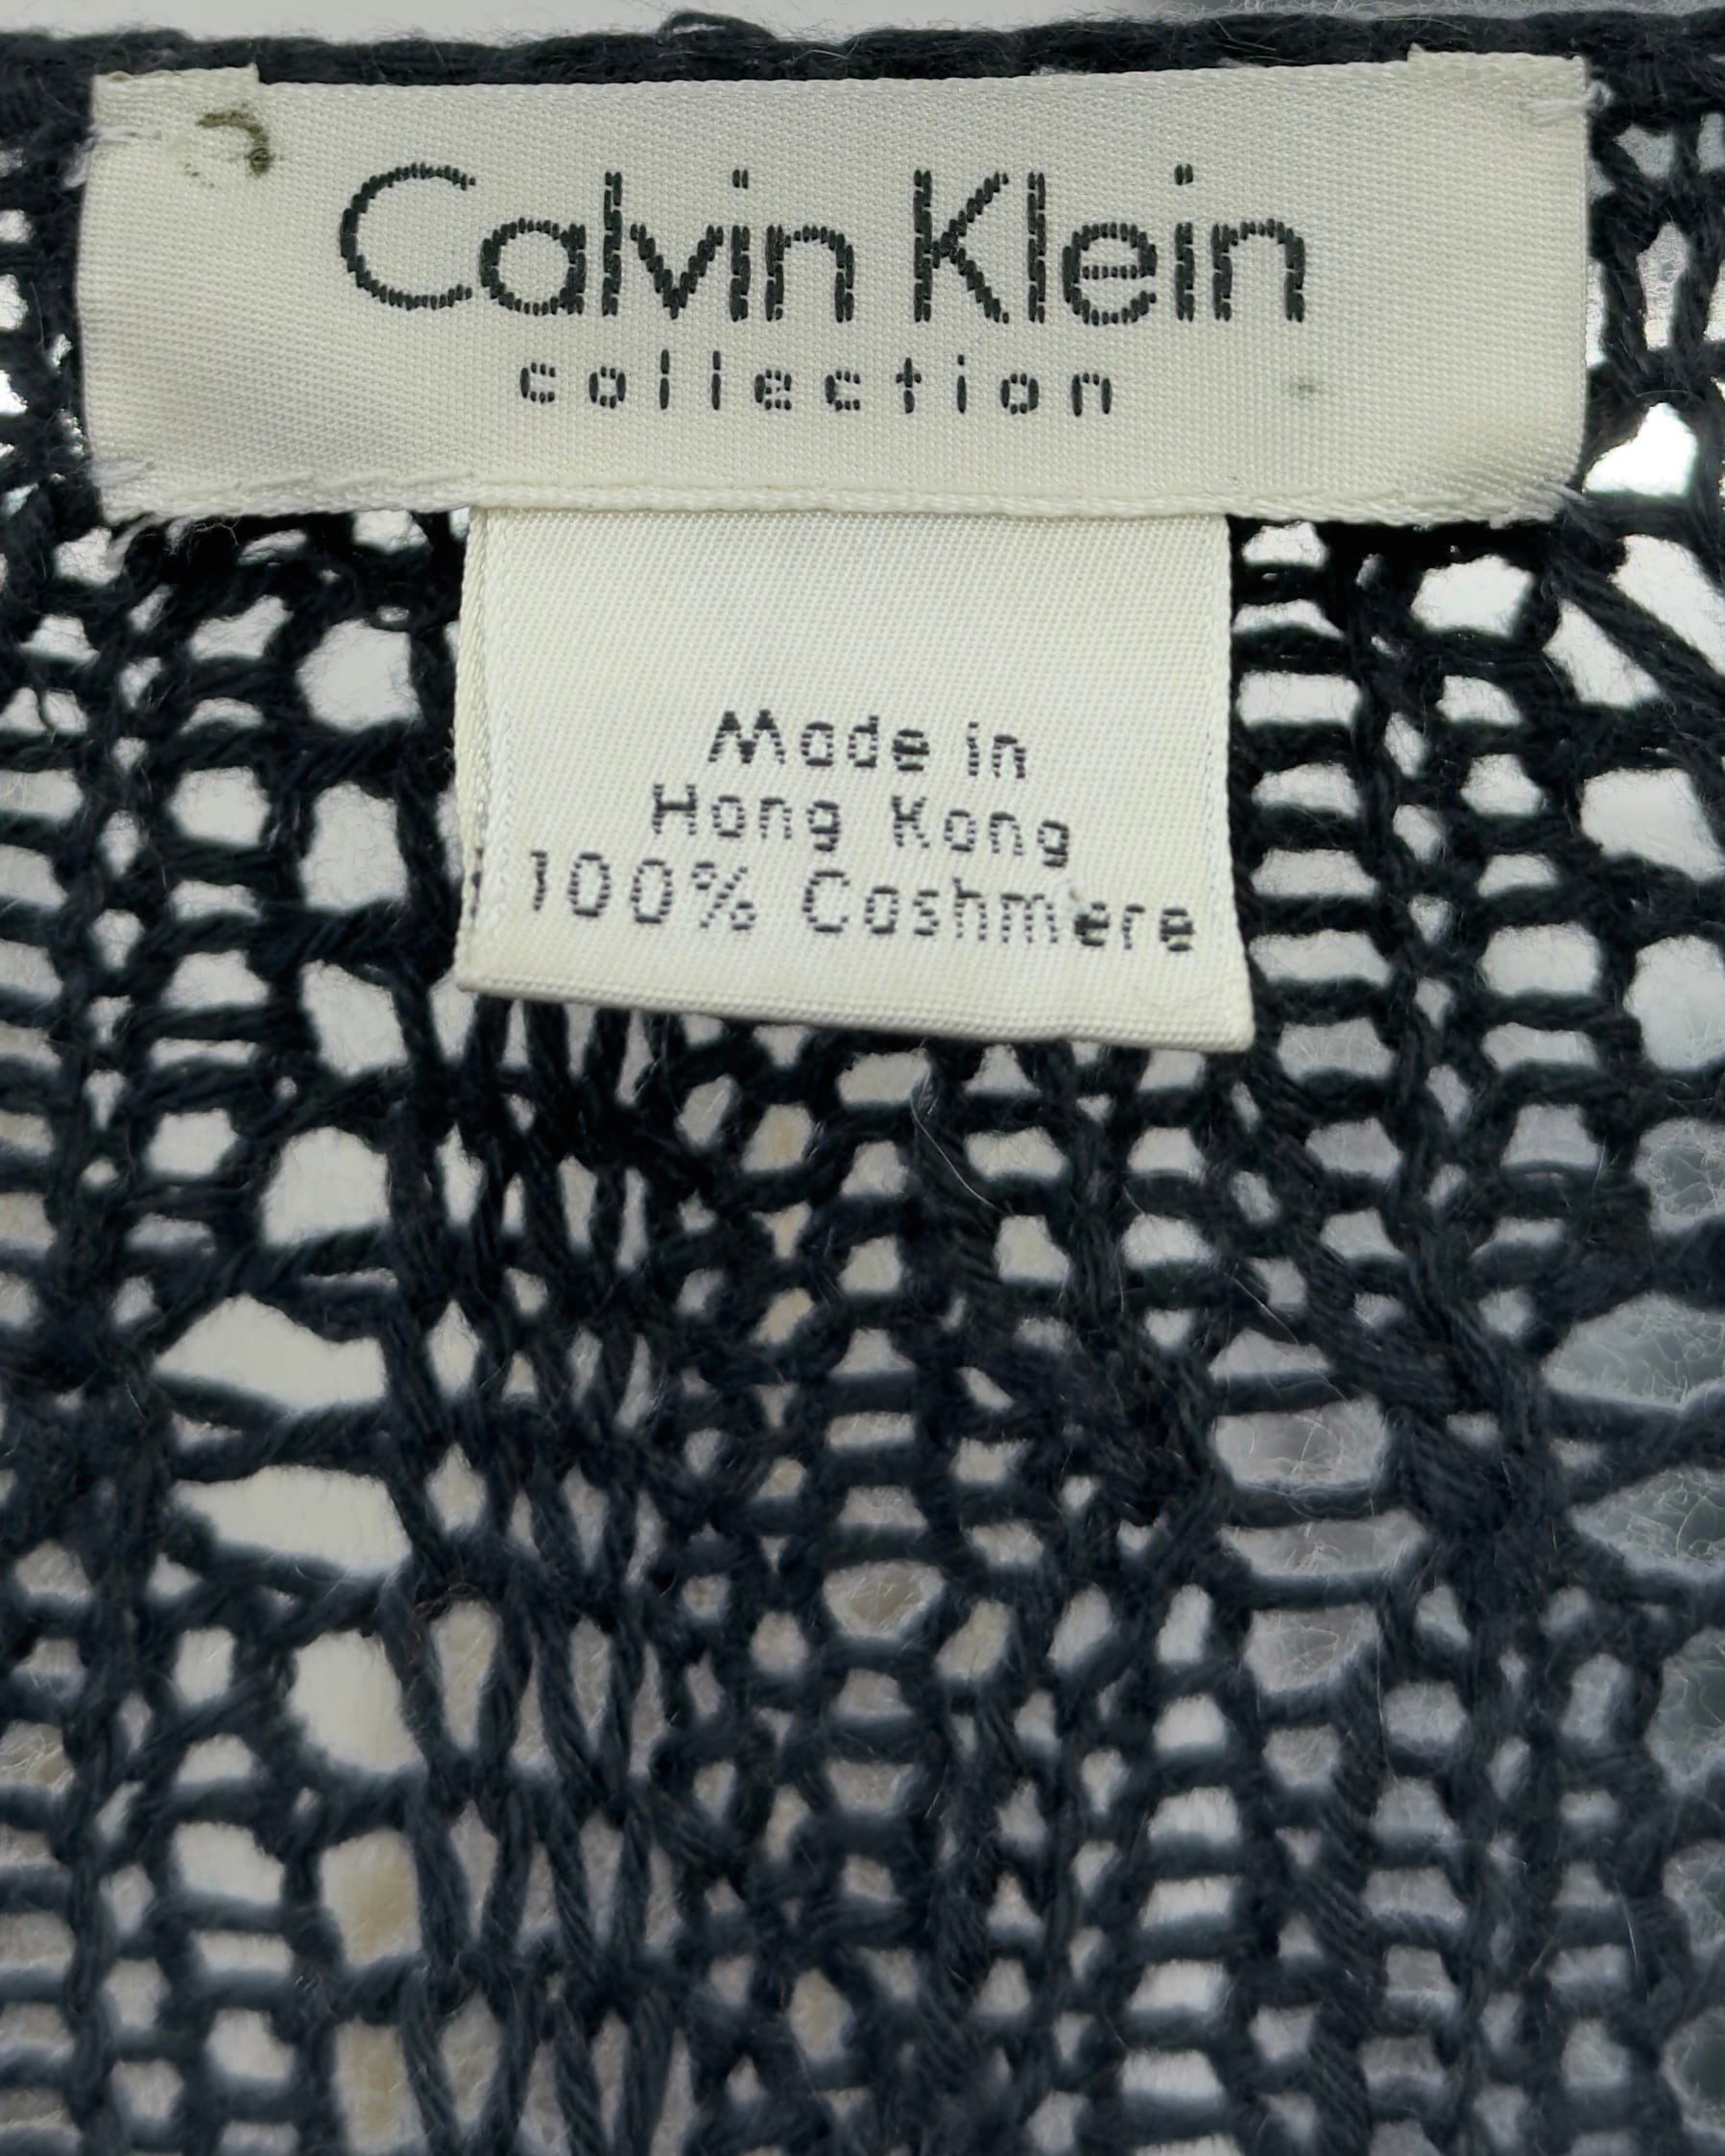 Calvin Klein
collection
Made in
Hong Kong
100% Cashmere